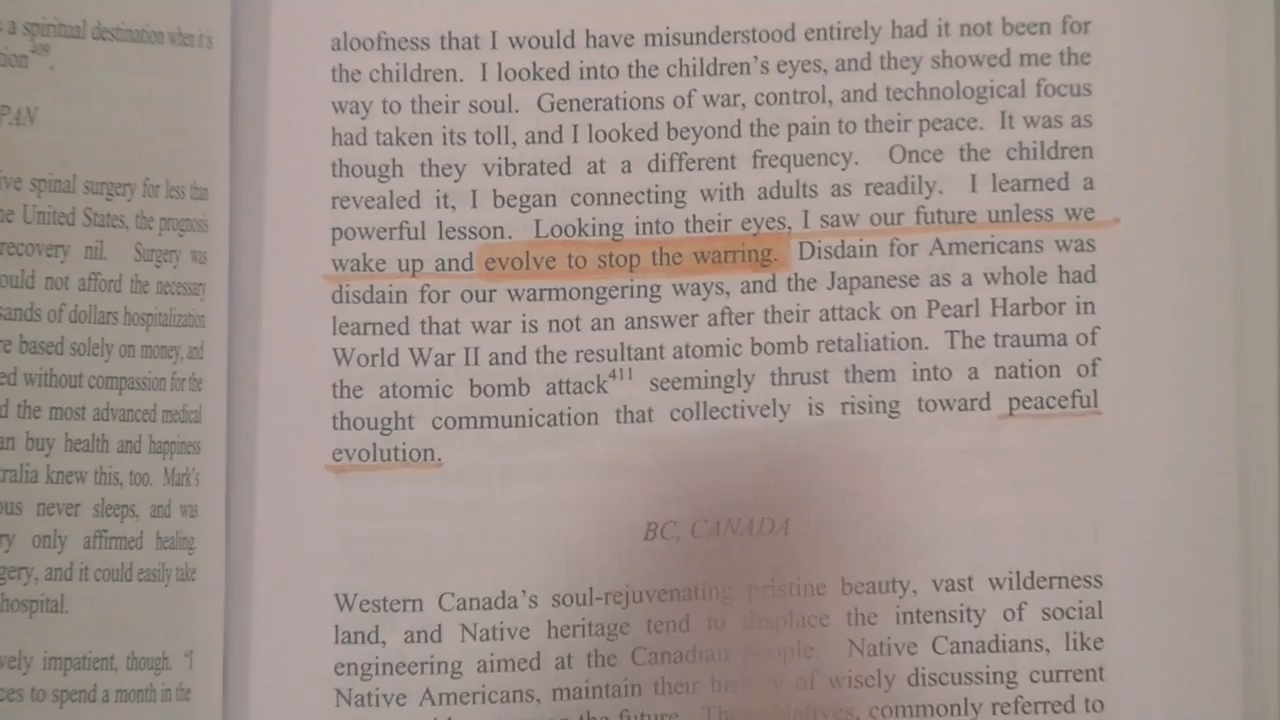 s a spiritual destination when it's
409.
PAN
ive spinal surgery for less than
he United States, the prognosis
recovery nil. Surgery was
ould not afford the necessary
sands of dollars hospitalization
re based solely on money, and
ed without compassion for the
d the most advanced medical
an buy health and happiness
tralia knew this, too. Mark's
ous never sleeps, and was
ry only affirmed healing
gery, and it could easily take
hospital.
vely impatient, though. "I
ces to spend a month in the
aloofness that I would have misunderstood entirely had it not been for
the children. I looked into the children's eyes, and they showed me the
way to their soul. Generations of war, control, and technological focus
had taken its toll, and I looked beyond the pain to their peace. It was as
though they vibrated at a different frequency. Once the children
revealed it, I began connecting with adults as readily. I learned a
powerful lesson. Looking into their eyes, I saw our future unless we
wake up and evolve to stop the warring. Disdain for Americans was
disdain for our warmongering ways, and the Japanese as a whole had
learned that war is not an answer after their attack on Pearl Harbor in
World War II and the resultant atomic bomb retaliation. The trauma of
the atomic bomb attack411 seemingly thrust them into a nation of
thought communication that collectively is rising toward peaceful
evolution.
BC, CANADA
Western Canada's soul-rejuvenating pristine beauty, vast wilderness
land, and Native heritage tend to displace the intensity of social
engineering aimed at the Canadian people. Native Canadians, like
Native Americans, maintain their history of wisely discussing current
the future. commonly referred to